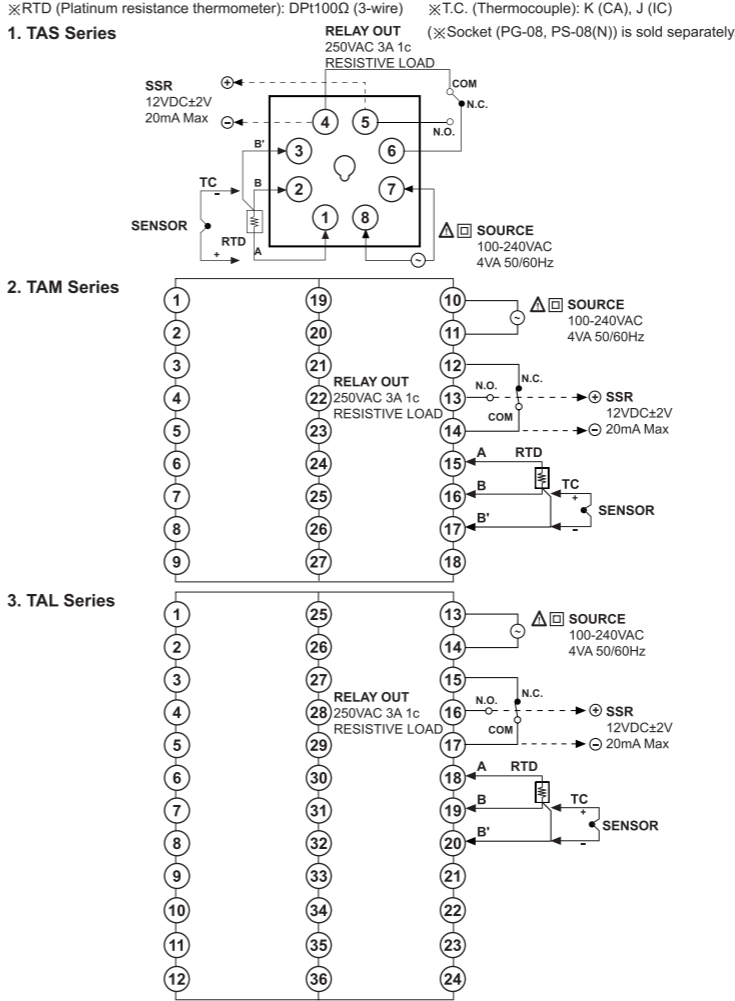 ※RTD (Platinum resistance thermometer): DPt100Ω (3-wire) ※T.C. (Thermocouple): K (CA), J (IC)
1. TAS Series
(※Socket (PG-08, PS-08(N)) is sold separately
RELAY OUT
250VAC 3A 1c
RESISTIVE LOAD
SSR
12VDC±2V
20mA Max
⊕
⊖
COM
N.C.
N.O.
4 5
3 6
2 7
1 8
B'
B
A
TC
-
+
SENSOR
RTD
~
⚠ SOURCE
100-240VAC
4VA 50/60Hz
2. TAM Series
1 19 10
2 20 11
3 21 12
4 22 13
5 23 14
6 24 15
7 25 16
8 26 17
9 27 18
~
⚠ SOURCE
100-240VAC
4VA 50/60Hz
RELAY OUT
250VAC 3A 1c
RESISTIVE LOAD
N.O.
N.C.
COM
⊕ SSR
12VDC±2V
⊖ 20mA Max
A RTD
B
B'
TC
+
-
SENSOR
3. TAL Series
1 25 13
2 26 14
3 27 15
4 28 16
5 29 17
6 30 18
7 31 19
8 32 20
9 33 21
10 34 22
11 35 23
12 36 24
~
⚠ SOURCE
100-240VAC
4VA 50/60Hz
RELAY OUT
250VAC 3A 1c
RESISTIVE LOAD
N.O.
N.C.
COM
⊕ SSR
12VDC±2V
⊖ 20mA Max
A RTD
B
B'
TC
+
-
SENSOR